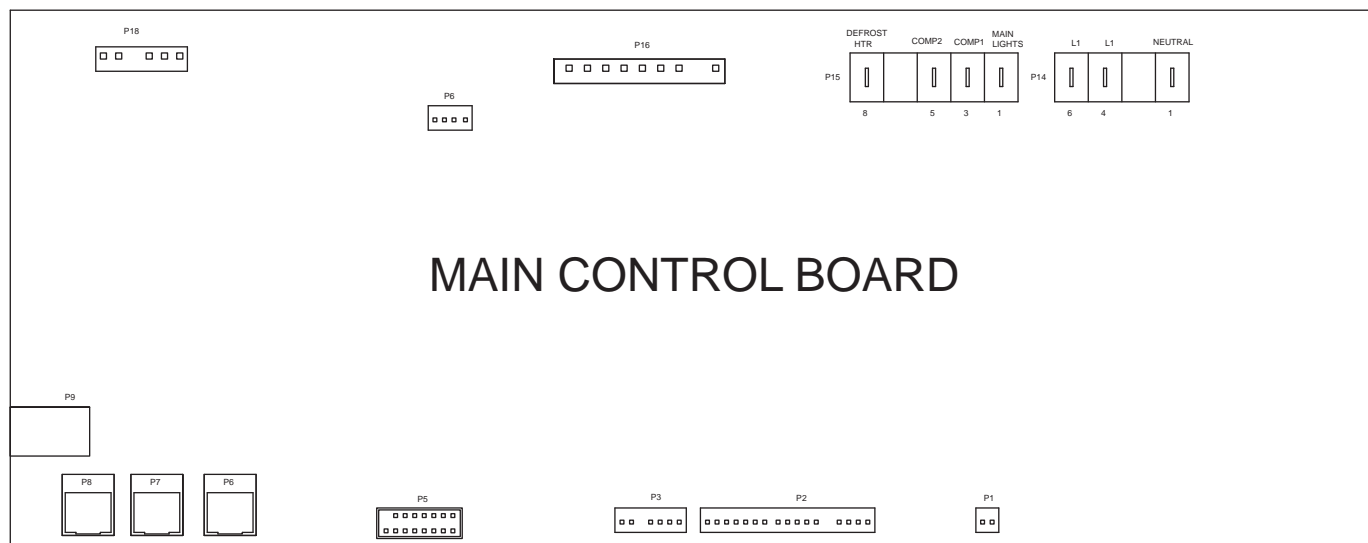 P18
P16
P6
DEFROST
HTR
COMP2
COMP1
MAIN
LIGHTS
L1
L1
NEUTRAL
P15
P14
8
5
3
1
6
4
1
MAIN CONTROL BOARD
P9
P8
P7
P6
P5
P3
P2
P1